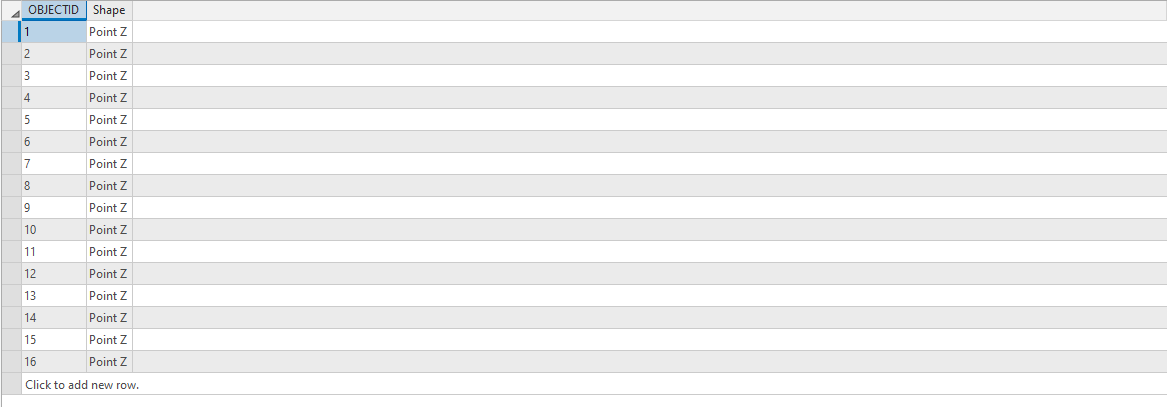 OBJECTID Shape
1 Point Z
2 Point Z
3 Point Z
4 Point Z
5 Point Z
6 Point Z
7 Point Z
8 Point Z
9 Point Z
10 Point Z
11 Point Z
12 Point Z
13 Point Z
14 Point Z
15 Point Z
16 Point Z
Click to add new row.